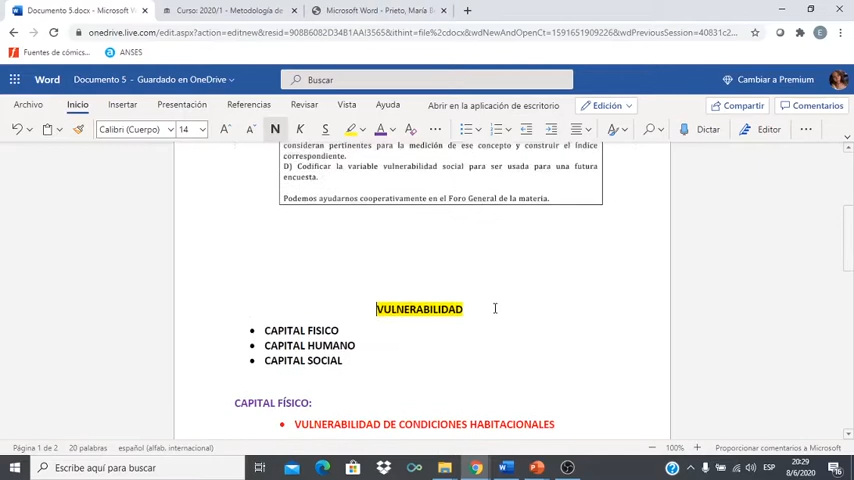 Documento 5.docx - Microsoft W
Curso: 2020/1 - Metodología de
Microsoft Word - Prieto, María B
onedrive.live.com/edit.aspx?action=editnew&resid=908B6082D34B1AAI3565&ithint=file%2cdocx&wdNewAndOpenCt=1591651909226&wdPreviousSession=40831c2...
Fuentes de cómics...
ANSES
Word
Documento 5 - Guardado en OneDrive
Buscar
Cambiar a Premium
Archivo
Inicio
Insertar
Presentación
Referencias
Revisar
Vista
Ayuda
Abrir en la aplicación de escritorio
Edición
Compartir
Comentarios
Calibri (Cuerpo)
14
N
K
S
Dictar
Editor
consideran pertinentes para la medición de ese concepto y construir el índice
correspondiente.
D) Codificar la variable vulnerabilidad social para ser usada para una futura
encuesta.
Podemos ayudarnos cooperativamente en el Foro General de la materia.
VULNERABILIDAD
• CAPITAL FISICO
• CAPITAL HUMANO
• CAPITAL SOCIAL
CAPITAL FÍSICO:
• VULNERABILIDAD DE CONDICIONES HABITACIONALES
Página 1 de 2
20 palabras
español (alfab. internacional)
100%
Proporcionar comentarios a Microsoft
Escribe aquí para buscar
ESP
20:29
8/6/2020
16